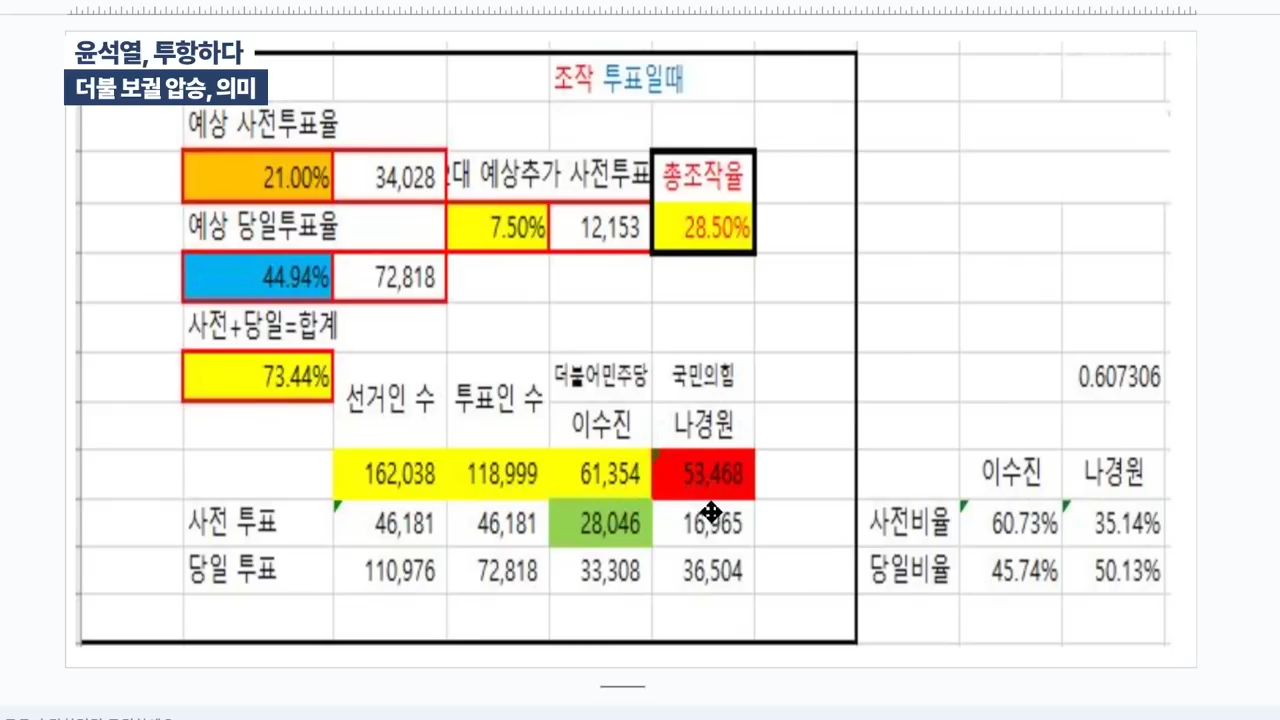 윤석열, 투항하다
더불 보궐 압승, 의미
조작 투표일때
예상 사전투표율
21.00% 34,028 2대 예상추가 사전투표 총조작율
예상 당일투표율 7.50% 12,153 28.50%
44.94% 72,818
사전+당일=합계
73.44% 선거인 수 투표인 수 더불어민주당 국민의힘 0.607306
이수진 나경원
162,038 118,999 61,354 53,468 이수진 나경원
사전 투표 46,181 46,181 28,046 16,965 사전비율 60.73% 35.14%
당일 투표 110,976 72,818 33,308 36,504 당일비율 45.74% 50.13%